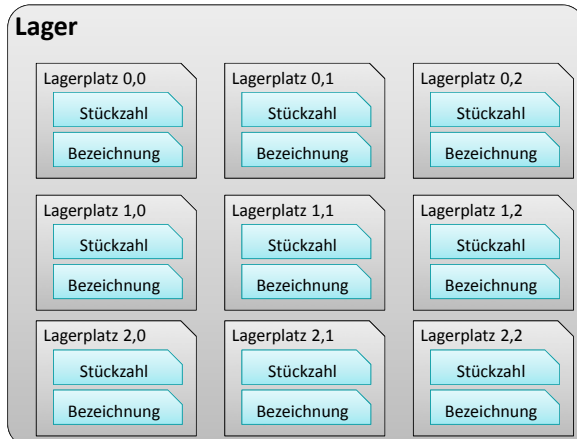 Lager
Lagerplatz 0,0
Stückzahl
Bezeichnung
Lagerplatz 0,1
Stückzahl
Bezeichnung
Lagerplatz 0,2
Stückzahl
Bezeichnung
Lagerplatz 1,0
Stückzahl
Bezeichnung
Lagerplatz 1,1
Stückzahl
Bezeichnung
Lagerplatz 1,2
Stückzahl
Bezeichnung
Lagerplatz 2,0
Stückzahl
Bezeichnung
Lagerplatz 2,1
Stückzahl
Bezeichnung
Lagerplatz 2,2
Stückzahl
Bezeichnung